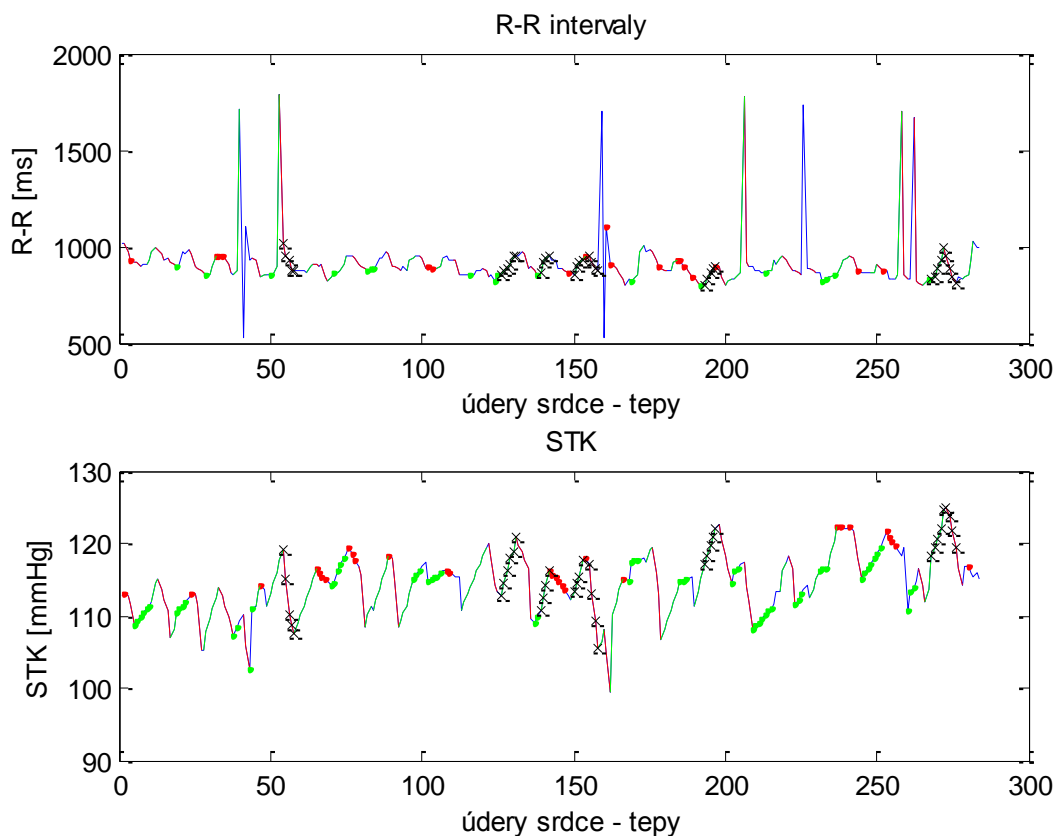 R-R intervaly
2000
1500
1000
500
R-R [ms]
0 50 100 150 200 250 300
údery srdce - tepy
STK
130
120
110
100
90
STK [mmHg]
0 50 100 150 200 250 300
údery srdce - tepy